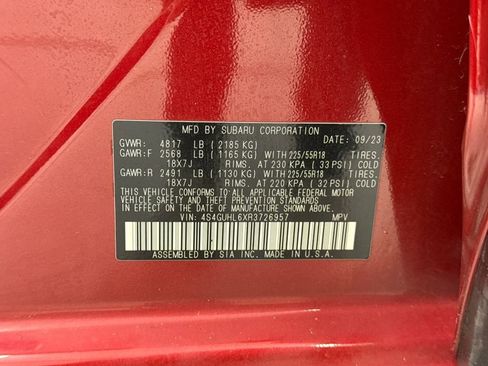 MFD BY SUBARU CORPORATION
GVWR: 4817 LB (2185 KG) DATE: 09/23
GAWR:F 2568 LB (1165 KG) WITH 225/55R18 TIRES.
18X7J RIMS. AT 230 KPA (33 PSI) COLD
GAWR:R 2491 LB (1130 KG) WITH 225/55R18 TIRES.
18X7J RIMS. AT 220 KPA (32 PSI) COLD
THIS VEHICLE CONFORMS TO ALL APPLICABLE FEDERAL MOTOR
VEHICLE SAFETY AND THEFT PREVENTION STANDARDS IN EFFECT
ON THE DATE OF MANUFACTURE SHOWN ABOVE.
VIN: 4S4GUHL6XR3726957 MPV
ASSEMBLED BY SIA INC. MADE IN U.S.A.